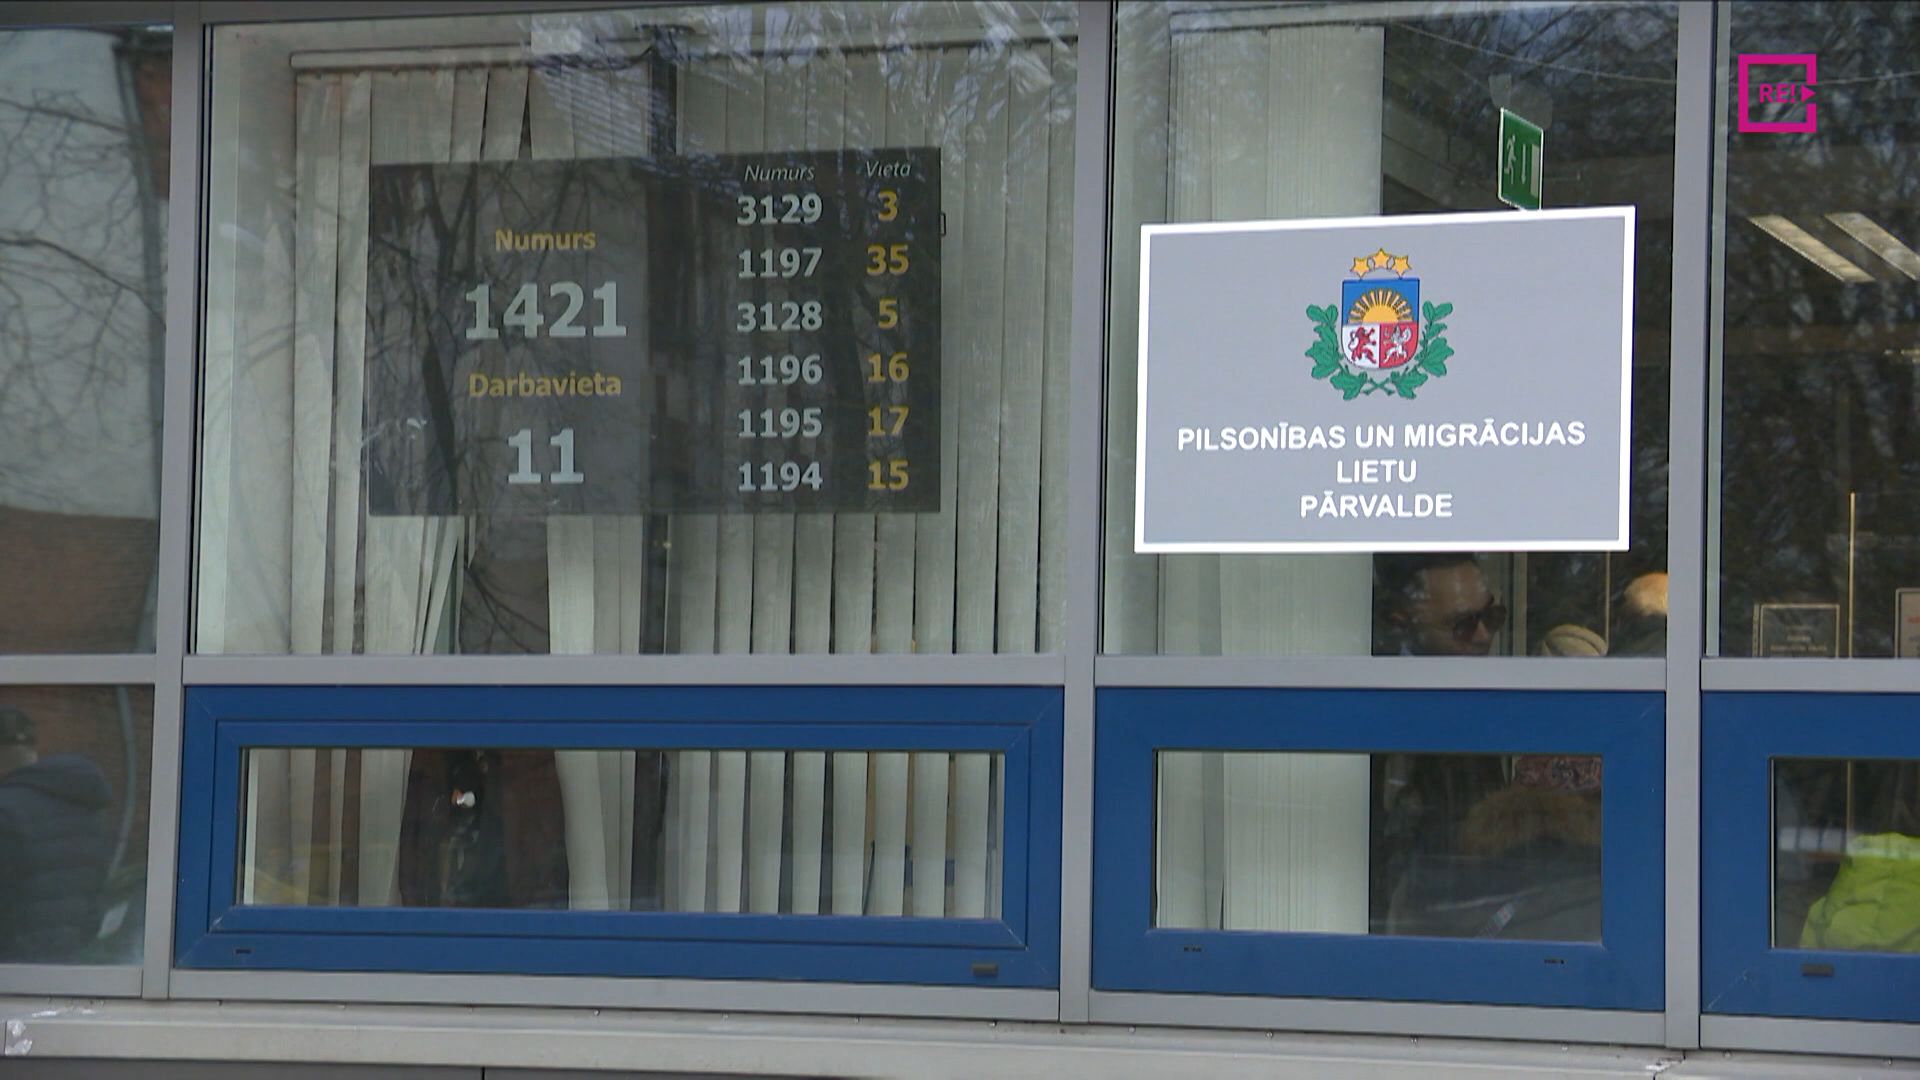 Numurs
1421
Darbavieta
11
Numurs Vieta
3129 3
1197 35
3128 5
1196 16
1195 17
1194 15
PILSONĪBAS UN MIGRĀCIJAS
LIETU
PĀRVALDE
RE!